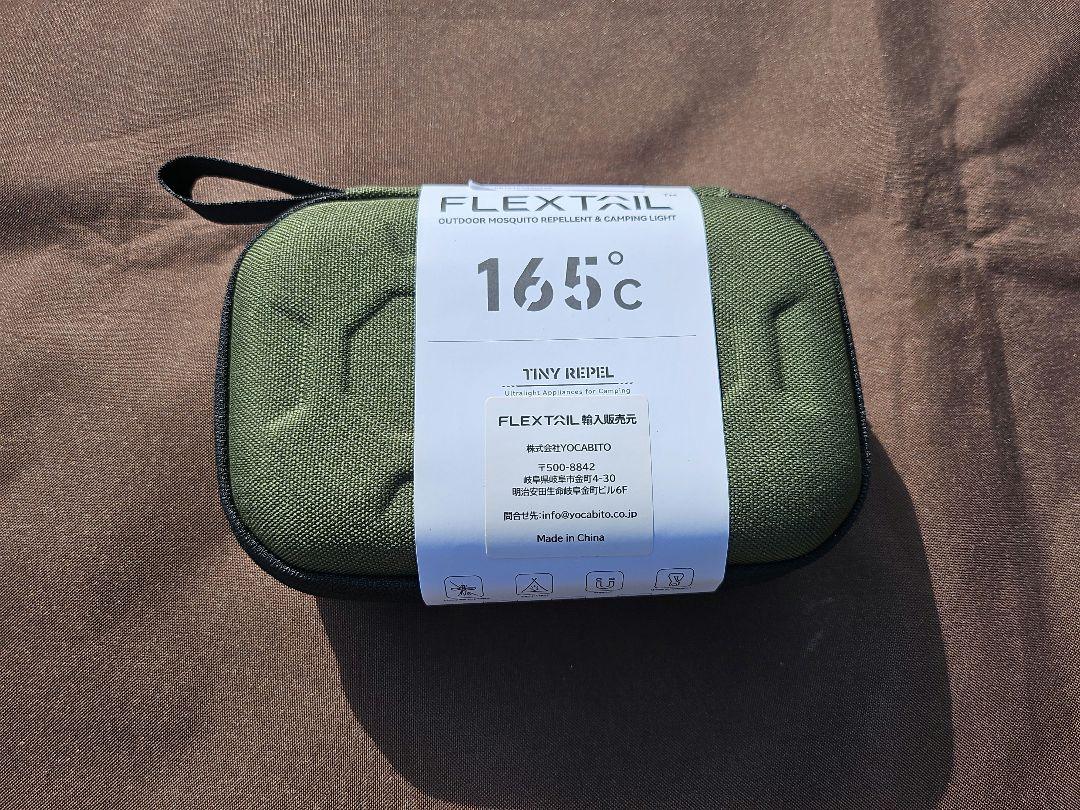 FLEXTAIL™
OUTDOOR MOSQUITO REPELLENT & CAMPING LIGHT
165°C
TINY REPEL
Ultralight Appliances for Camping
FLEXTAIL 輸入販売元
株式会社YOCABITO
〒500-8842
岐阜県岐阜市金町4-30
明治安田生命岐阜金町ビル6F
問合せ先:info@yocabito.co.jp
Made in China